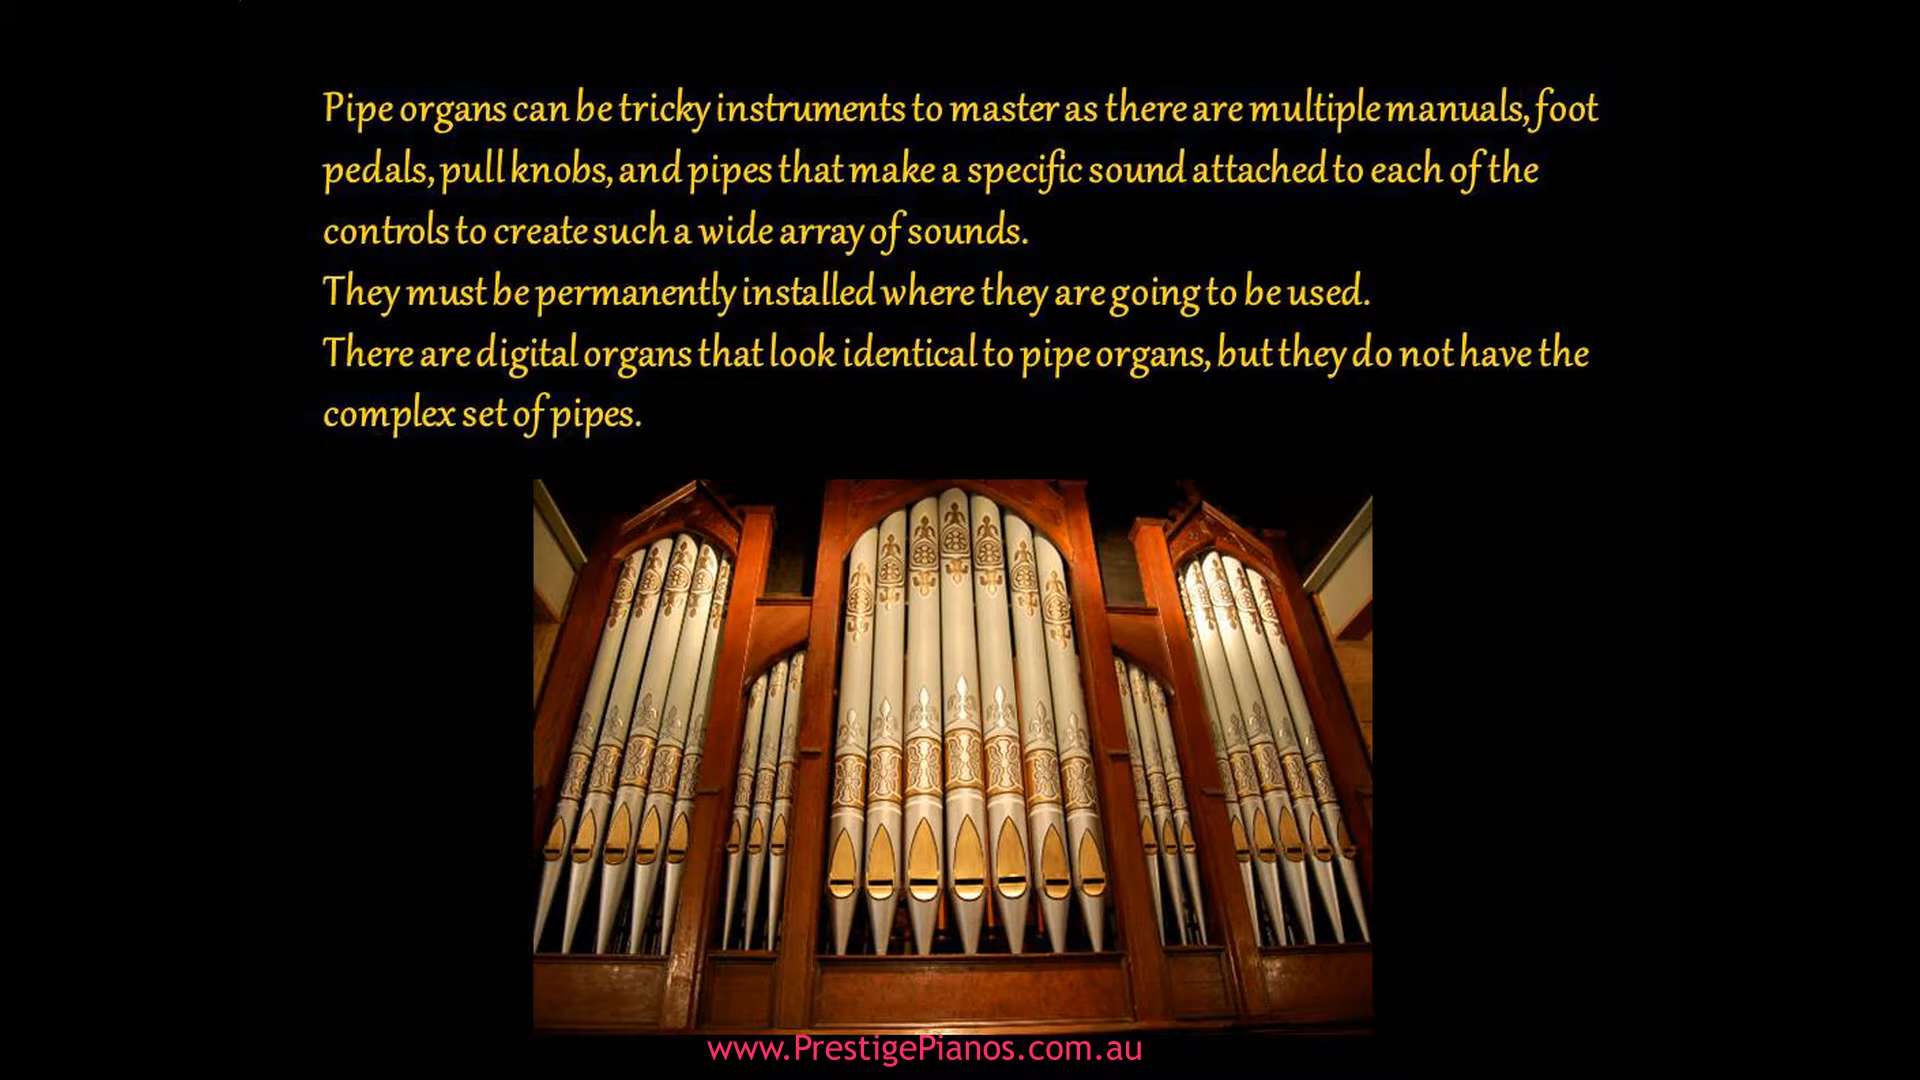 Pipe organs can be tricky instruments to master as there are multiple manuals, foot
pedals, pull knobs, and pipes that make a specific sound attached to each of the
controls to create such a wide array of sounds.
They must be permanently installed where they are going to be used.
There are digital organs that look identical to pipe organs, but they do not have the
complex set of pipes.
www.PrestigePianos.com.au